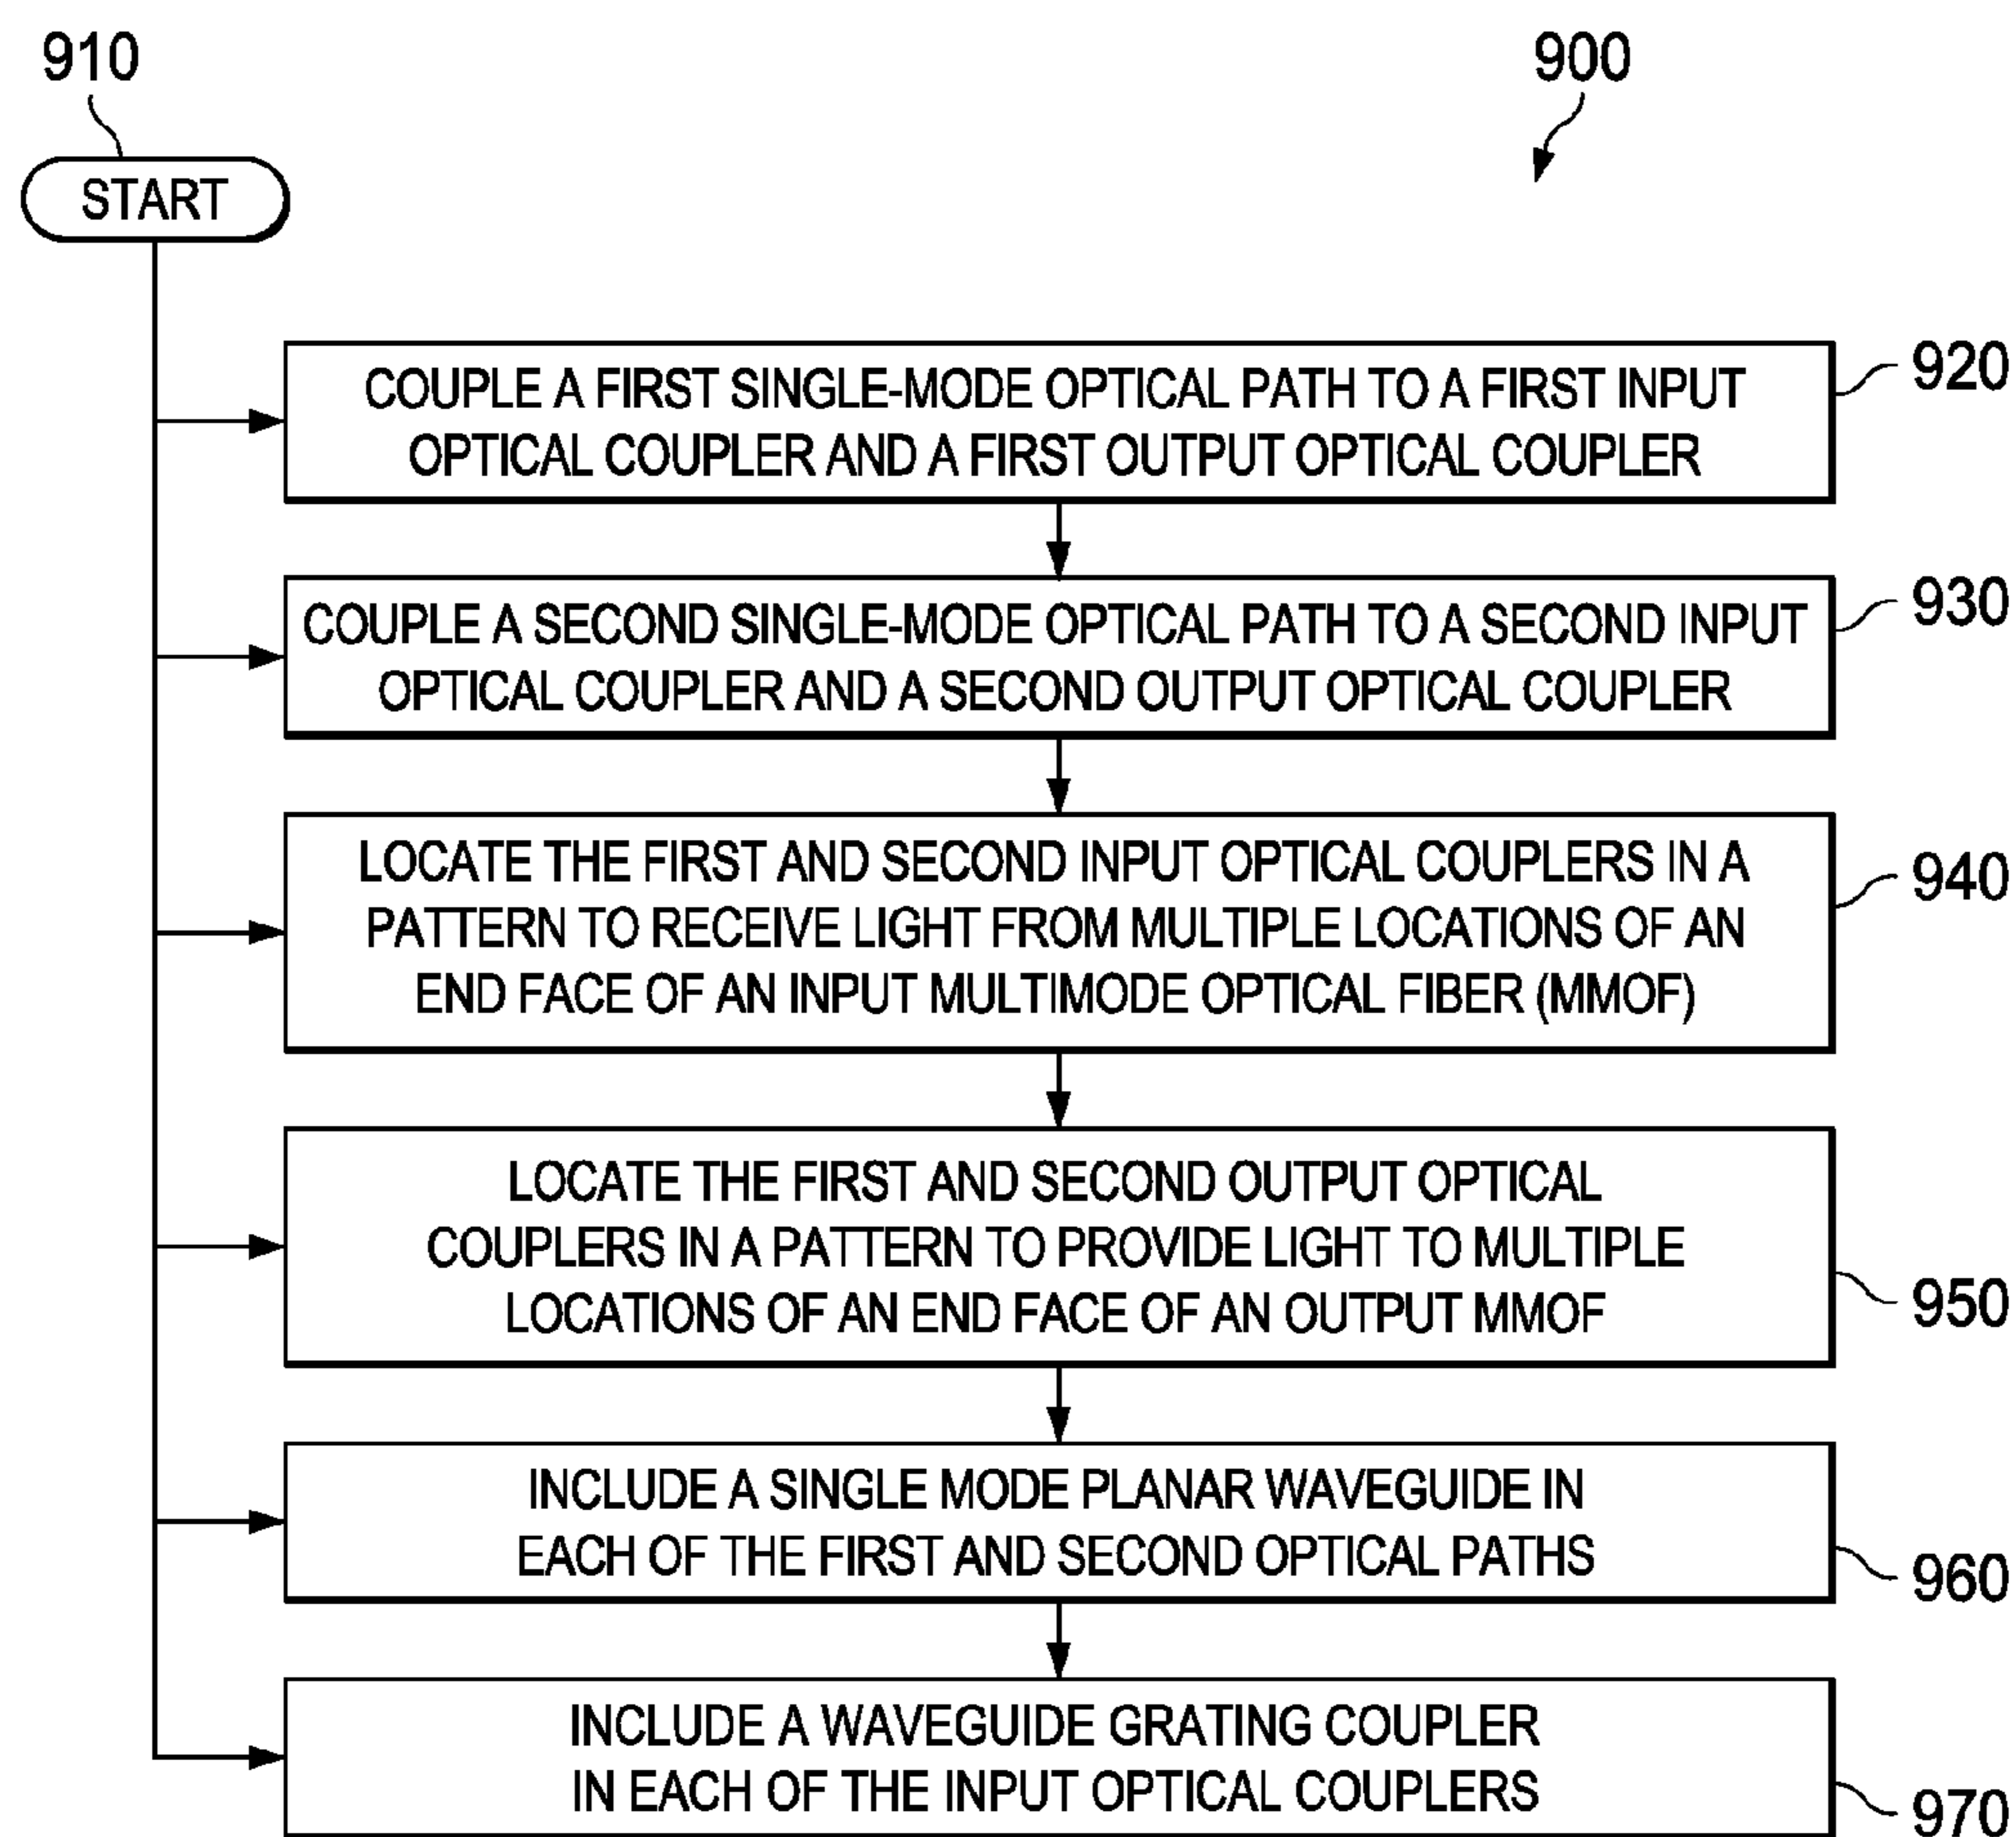 910
900
START
COUPLE A FIRST SINGLE-MODE OPTICAL PATH TO A FIRST INPUT
OPTICAL COUPLER AND A FIRST OUTPUT OPTICAL COUPLER
920
COUPLE A SECOND SINGLE-MODE OPTICAL PATH TO A SECOND INPUT
OPTICAL COUPLER AND A SECOND OUTPUT OPTICAL COUPLER
930
LOCATE THE FIRST AND SECOND INPUT OPTICAL COUPLERS IN A
PATTERN TO RECEIVE LIGHT FROM MULTIPLE LOCATIONS OF AN
END FACE OF AN INPUT MULTIMODE OPTICAL FIBER (MMOF)
940
LOCATE THE FIRST AND SECOND OUTPUT OPTICAL
COUPLERS IN A PATTERN TO PROVIDE LIGHT TO MULTIPLE
LOCATIONS OF AN END FACE OF AN OUTPUT MMOF
950
INCLUDE A SINGLE MODE PLANAR WAVEGUIDE IN
EACH OF THE FIRST AND SECOND OPTICAL PATHS
960
INCLUDE A WAVEGUIDE GRATING COUPLER
IN EACH OF THE INPUT OPTICAL COUPLERS
970